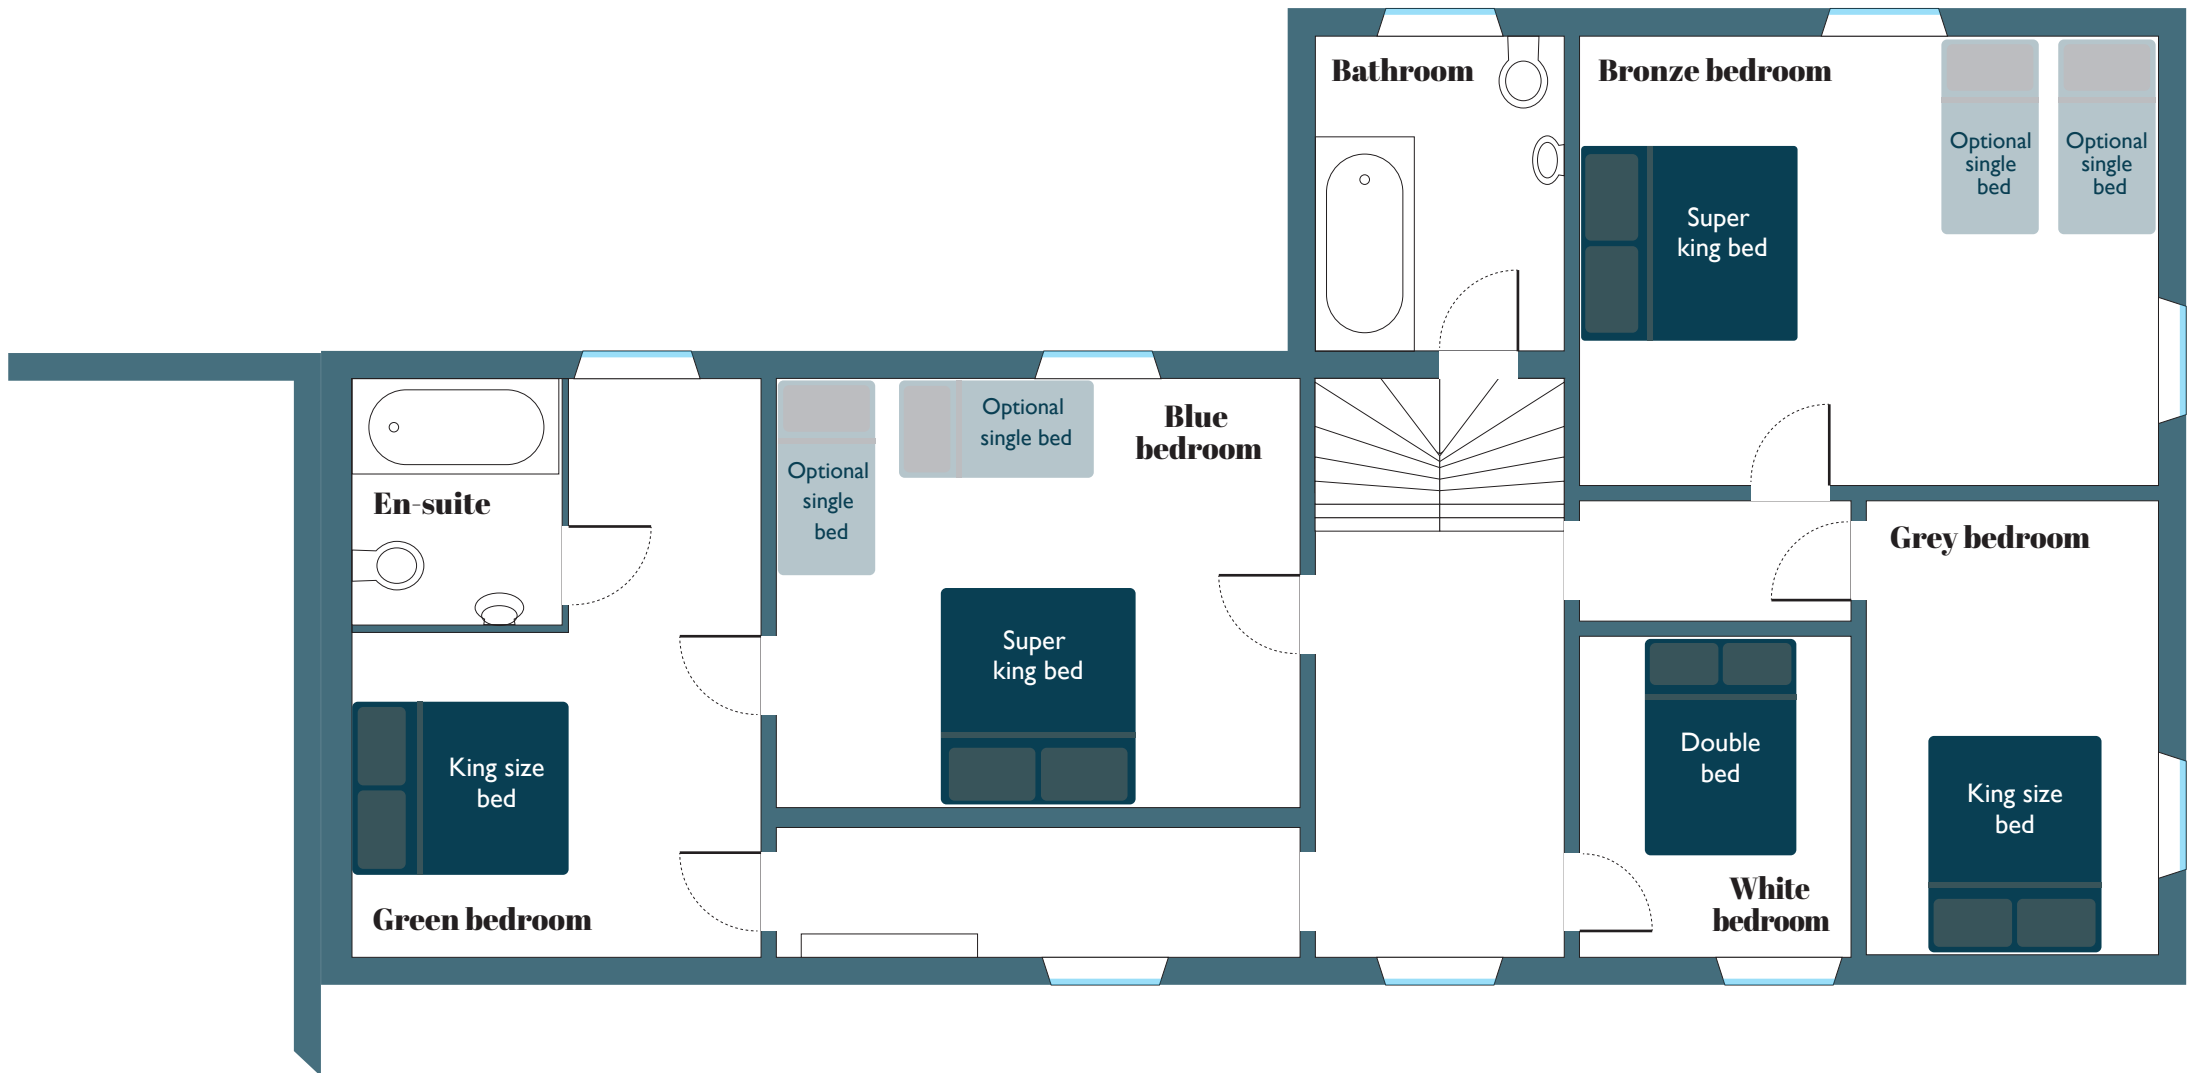 Bathroom
Bronze bedroom
Optional
single
bed
Optional
single
bed
Super
king bed
Optional
single bed
Optional
single
bed
Blue
bedroom
En-suite
Grey bedroom
Super
king bed
Double
bed
King size
bed
King size
bed
White
bedroom
Green bedroom